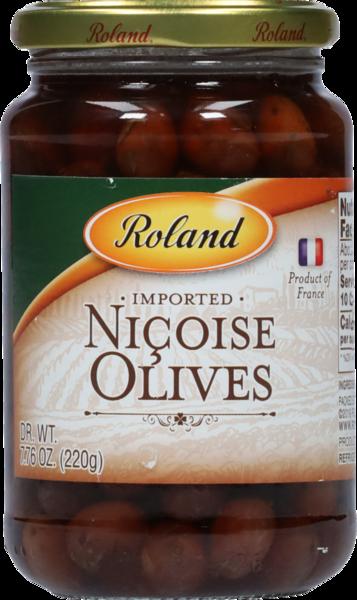 Roland.
Roland.
Roland
Product of
France
• IMPORTED •
NIÇOISE
OLIVES
DR. WT.
7.76 OZ. (220g)